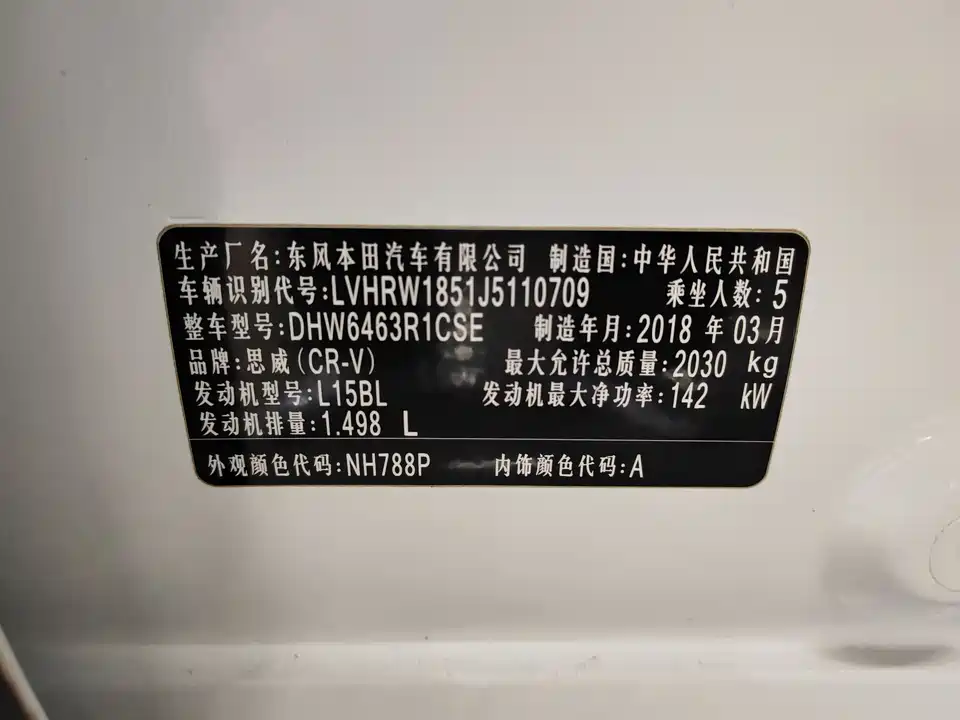 生产厂名:东风本田汽车有限公司 制造国:中华人民共和国
车辆识别代号:LVHRW1851J5110709 乘坐人数:5
整车型号:DHW6463R1CSE 制造年月:2018 年 03月
品牌:思威(CR-V) 最大允许总质量:2030 kg
发动机型号:L15BL 发动机最大净功率:142 kW
发动机排量:1.498 L
外观颜色代码:NH788P 内饰颜色代码:A